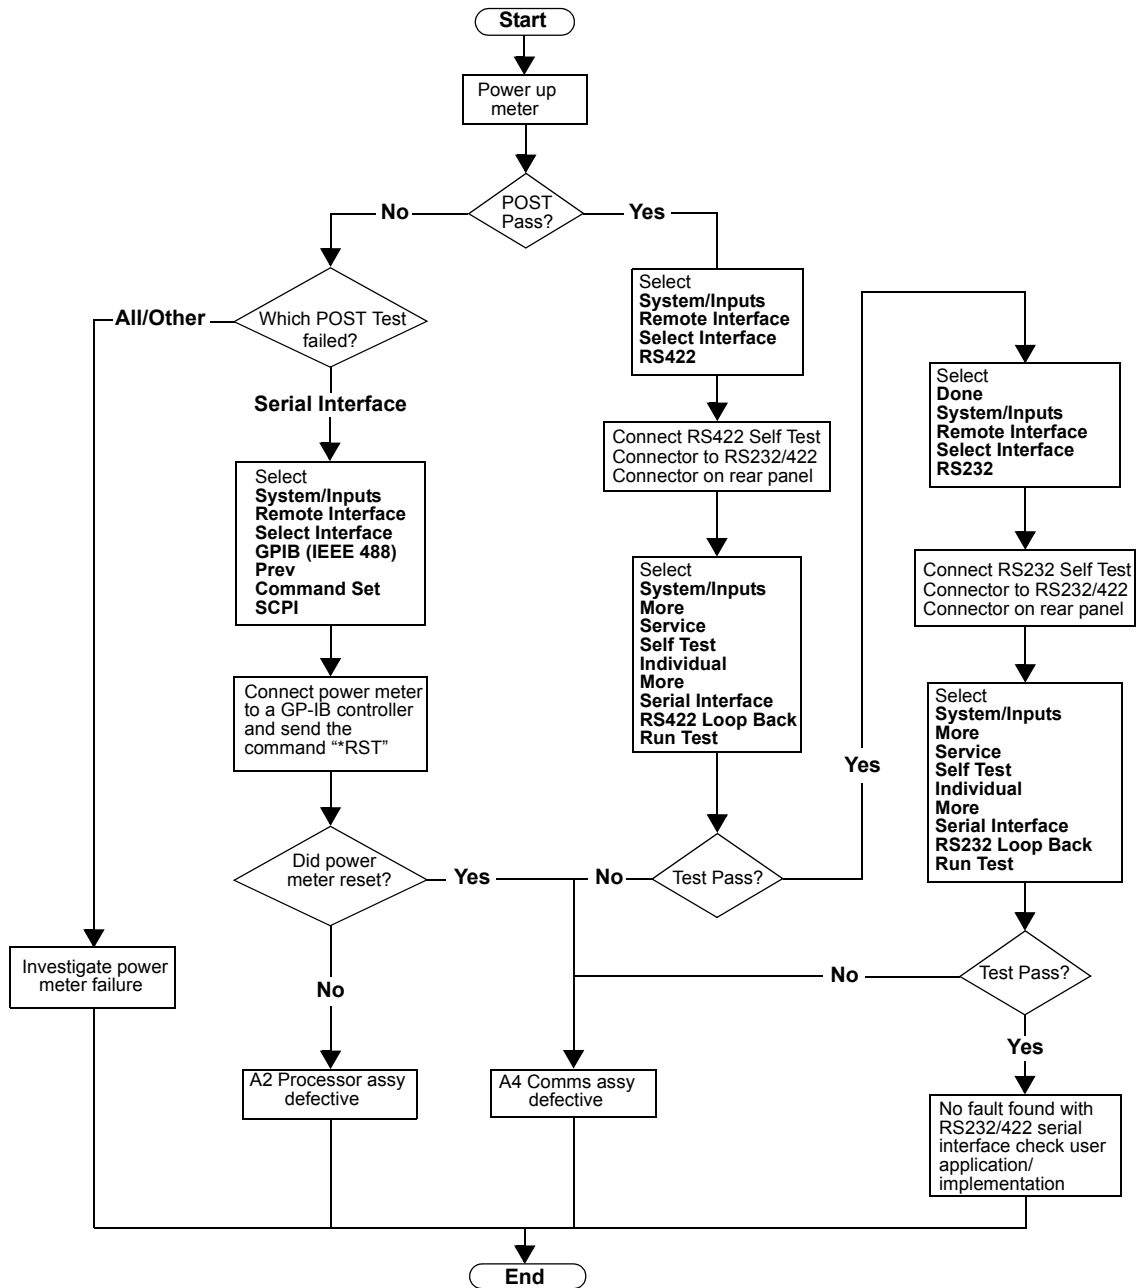 Start
Power up
meter
POST
Pass?
No
Yes
Which POST Test
failed?
All/Other
Serial Interface
Select
System/Inputs
Remote Interface
Select Interface
GPIB (IEEE 488)
Prev
Command Set
SCPI
Connect power meter
to a GP-IB controller
and send the
command “*RST”
Did power
meter reset?
Yes
No
Investigate power
meter failure
A2 Processor assy
defective
Select
System/Inputs
Remote Interface
Select Interface
RS422
Connect RS422 Self Test
Connector to RS232/422
Connector on rear panel
Select
System/Inputs
More
Service
Self Test
Individual
More
Serial Interface
RS422 Loop Back
Run Test
Test Pass?
No
Yes
A4 Comms assy
defective
Select
Done
System/Inputs
Remote Interface
Select Interface
RS232
Connect RS232 Self Test
Connector to RS232/422
Connector on rear panel
Select
System/Inputs
More
Service
Self Test
Individual
More
Serial Interface
RS232 Loop Back
Run Test
Test Pass?
No
Yes
No fault found with
RS232/422 serial
interface check user
application/
implementation
End